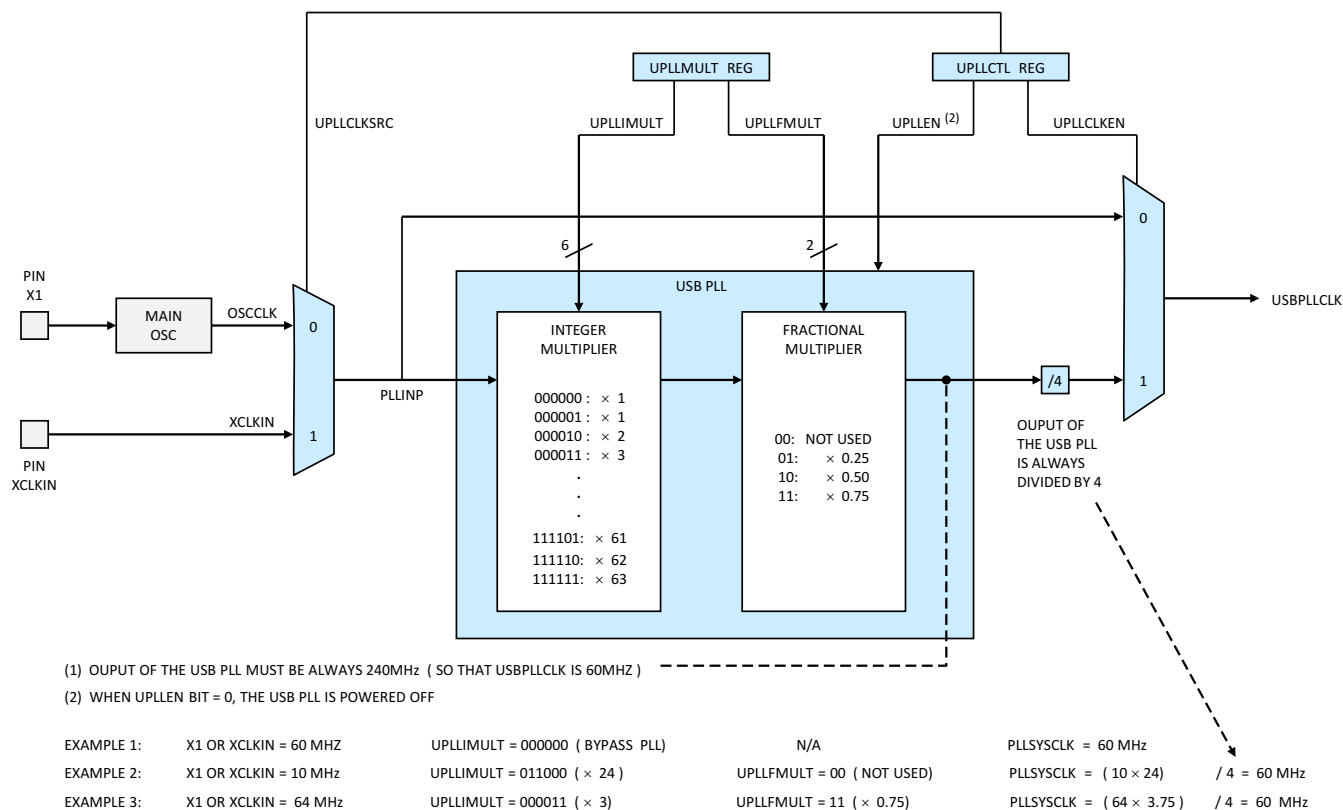 UPLLMULT REG
UPLLCTL REG
UPLLCLKSRC
UPLLIMULT
UPLLFMULT
UPLLEN (2)
UPLLCLKEN
0
6
2
PIN
X1
USB PLL
USBPLLCLK
MAIN
OSC
OSCCLK
0
INTEGER
MULTIPLIER
FRACTIONAL
MULTIPLIER
PLLINP
/4
1
000000 : × 1
000001 : × 1
000010 : × 2
000011 : × 3
.
.
.
111101: × 61
111110: × 62
111111: × 63
00: NOT USED
01: × 0.25
10: × 0.50
11: × 0.75
XCLKIN
1
PIN
XCLKIN
OUPUT OF
THE USB PLL
IS ALWAYS
DIVIDED BY 4
(1) OUPUT OF THE USB PLL MUST BE ALWAYS 240MHz ( SO THAT USBPLLCLK IS 60MHZ )
(2) WHEN UPLLEN BIT = 0, THE USB PLL IS POWERED OFF
EXAMPLE 1: X1 OR XCLKIN = 60 MHZ UPLLIMULT = 000000 ( BYPASS PLL) N/A PLLSYSCLK = 60 MHz
EXAMPLE 2: X1 OR XCLKIN = 10 MHz UPLLIMULT = 011000 ( × 24 ) UPLLFMULT = 00 ( NOT USED) PLLSYSCLK = ( 10 × 24) / 4 = 60 MHz
EXAMPLE 3: X1 OR XCLKIN = 64 MHz UPLLIMULT = 000011 ( × 3) UPLLFMULT = 11 ( × 0.75) PLLSYSCLK = ( 64 × 3.75 ) / 4 = 60 MHz